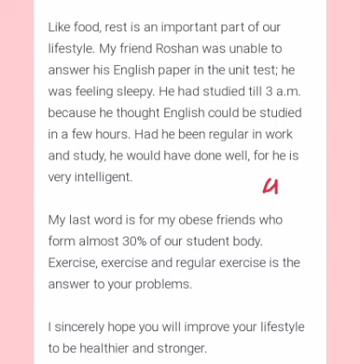 Like food, rest is an important part of our
lifestyle. My friend Roshan was unable to
answer his English paper in the unit test; he
was feeling sleepy. He had studied till 3 a.m.
because he thought English could be studied
in a few hours. Had he been regular in work
and study, he would have done well, for he is
very intelligent.
My last word is for my obese friends who
form almost 30% of our student body.
Exercise, exercise and regular exercise is the
answer to your problems.
I sincerely hope you will improve your lifestyle
to be healthier and stronger.